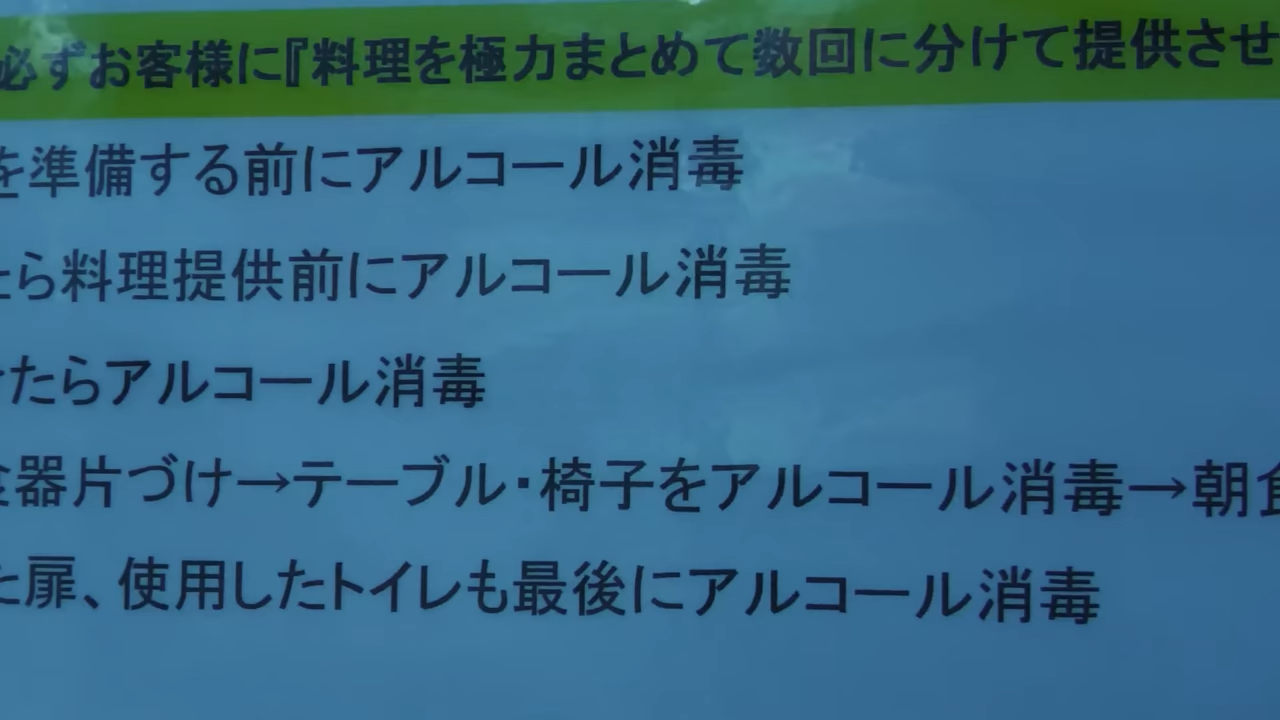 必ずお客様に『料理を極力まとめて数回に分けて提供させ
を準備する前にアルコール消毒
たら料理提供前にアルコール消毒
たらアルコール消毒
食器片づけ→テーブル・椅子をアルコール消毒→朝食
た扉、使用したトイレも最後にアルコール消毒